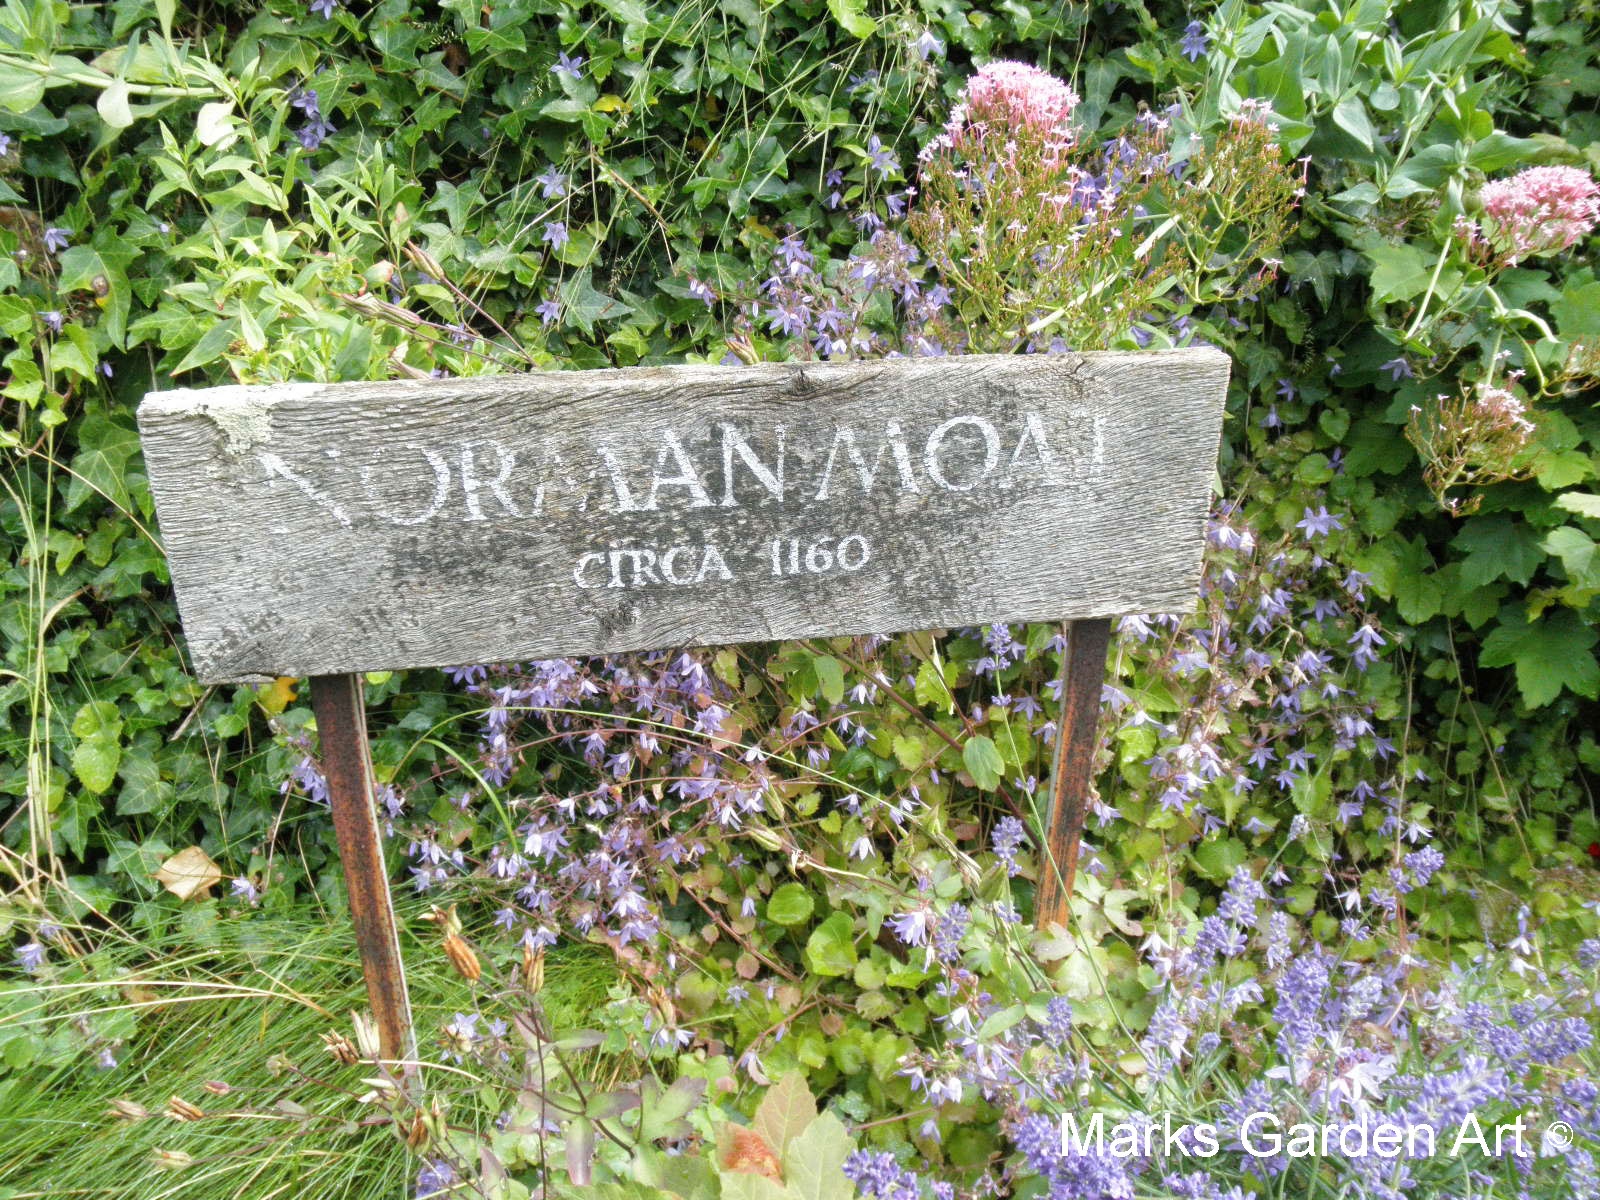 NORMAN MOAT
CIRCA 1160
Marks Garden Art ©